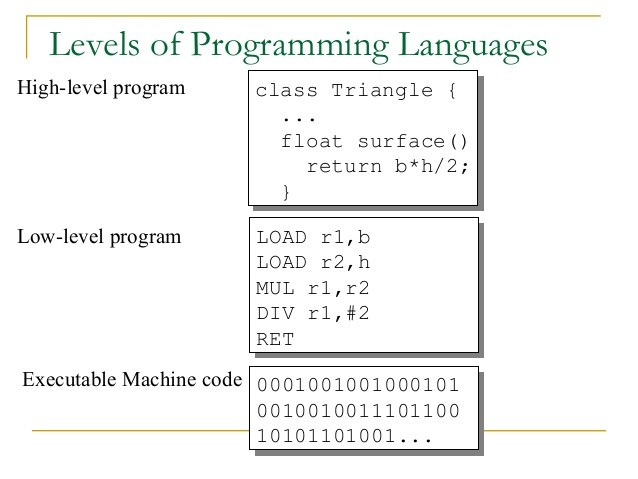 Levels of Programming Languages
High-level program
class Triangle {
...
float surface()
return b*h/2;
}
Low-level program
LOAD r1,b
LOAD r2,h
MUL r1,r2
DIV r1,#2
RET
Executable Machine code
0001001001000101
0010010011101100
10101101001...